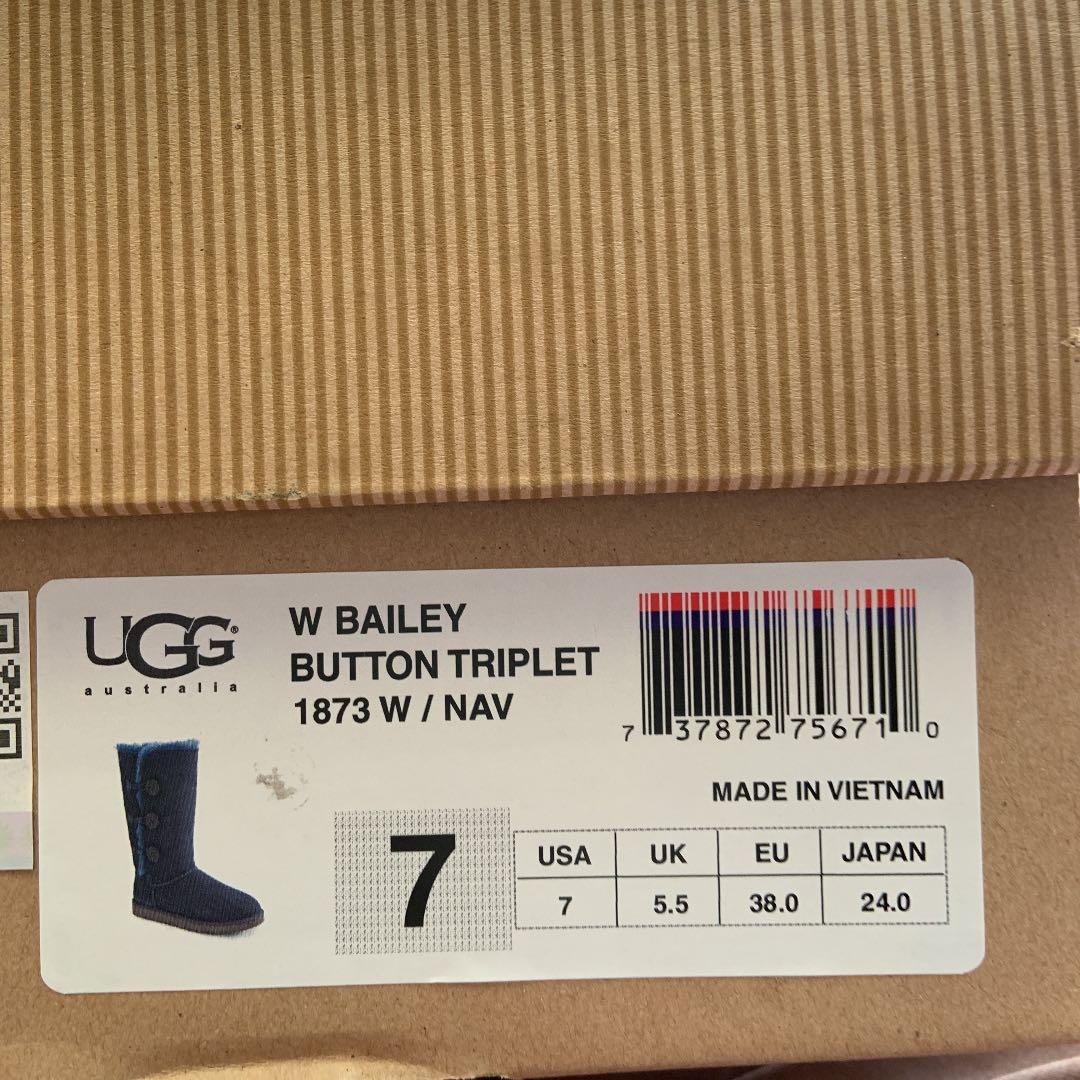 UGG®
australia
W BAILEY
BUTTON TRIPLET
1873 W / NAV
7 37872 75671 0
MADE IN VIETNAM
7
USA UK EU JAPAN
7 5.5 38.0 24.0